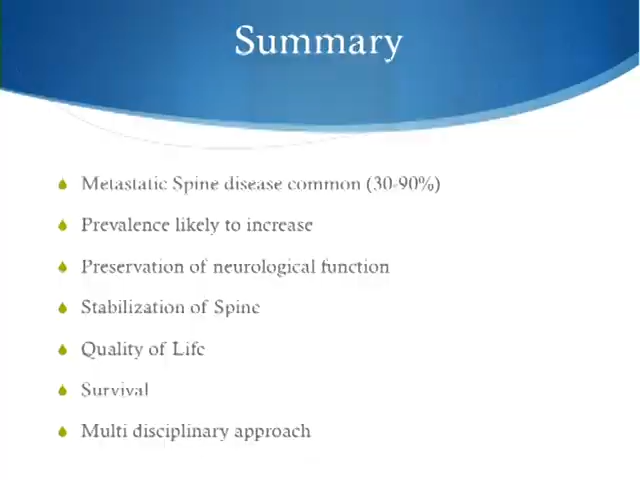 Summary
Metastatic Spine disease common (30-90%)
Prevalence likely to increase
Preservation of neurological function
Stabilization of Spine
Quality of Life
Survival
Multi disciplinary approach